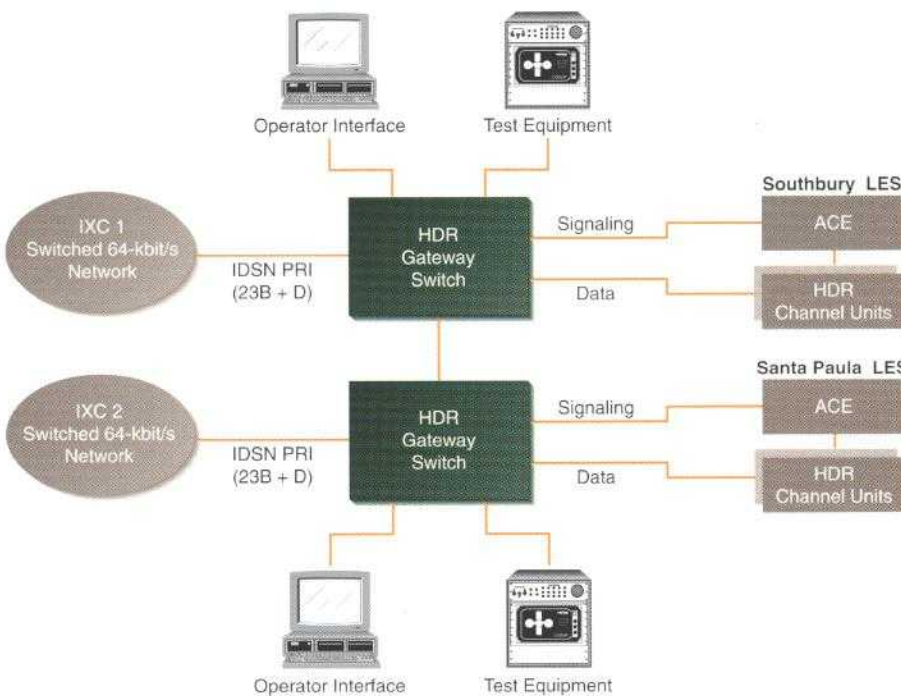 Operator Interface
Test Equipment
IXC 1
Switched 64-kbit/s
Network
IDSN PRI
(23B + D)
HDR
Gateway
Switch
Signaling
Data
Southbury LES
ACE
HDR
Channel Units
IXC 2
Switched 64-kbit/s
Network
IDSN PRI
(23B + D)
HDR
Gateway
Switch
Signaling
Data
Santa Paula LES
ACE
HDR
Channel Units
Operator Interface
Test Equipment